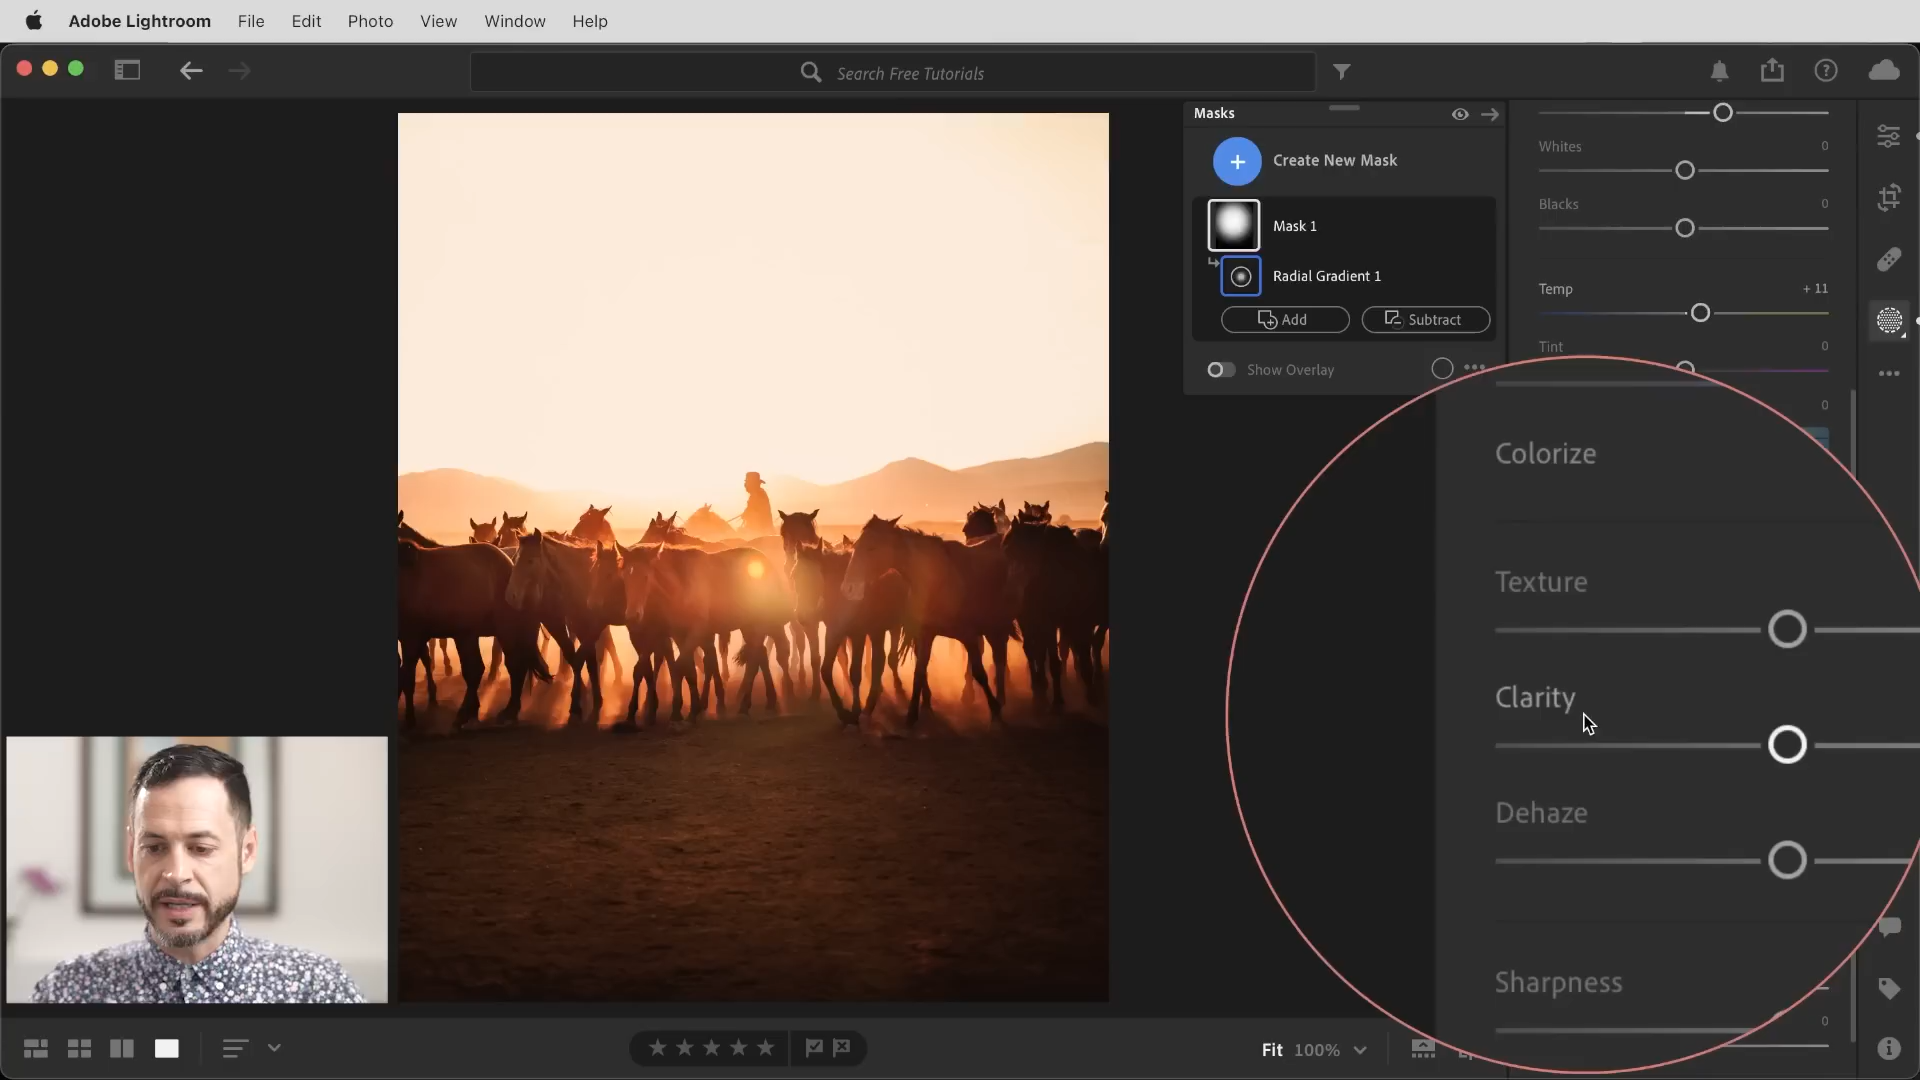 Adobe Lightroom File Edit Photo View Window Help
Search Free Tutorials
Masks
Create New Mask
Mask 1
Radial Gradient 1
Add Subtract
Show Overlay
Whites 0
Blacks 0
Temp + 11
Tint 0
0
Colorize
Texture
Clarity
Dehaze
Sharpness
0
Fit 100%